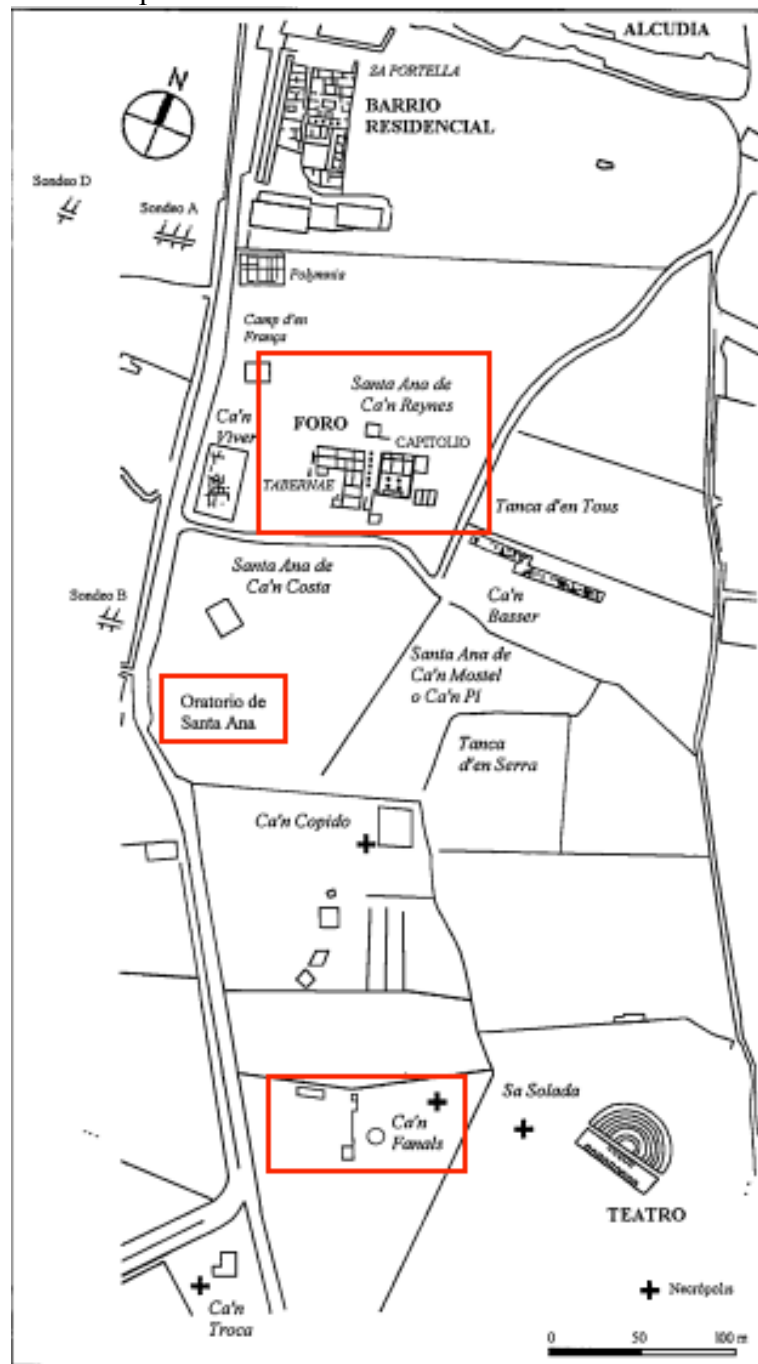 ALCUDIA
N
SA PORTELLA
BARRIO
RESIDENCIAL
Sondeo D
Sondeo A
Polymnia
Camp d'en
França
Santa Ana de
Ca'n Reynes
Ca'n
Viver
FORO
CAPITOLIO
TABERNAE
Tanca d'en Tous
Santa Ana de
Ca'n Costa
Sondeo B
Ca'n
Basser
Santa Ana de
Ca'n Mostel
o Ca'n Pí
Oratorio de
Santa Ana
Tanca
d'en Serra
Ca'n Copido
Sa Solada
Ca'n
Fanals
TEATRO
Necrópolis
Ca'n
Troca
0 50 100 m